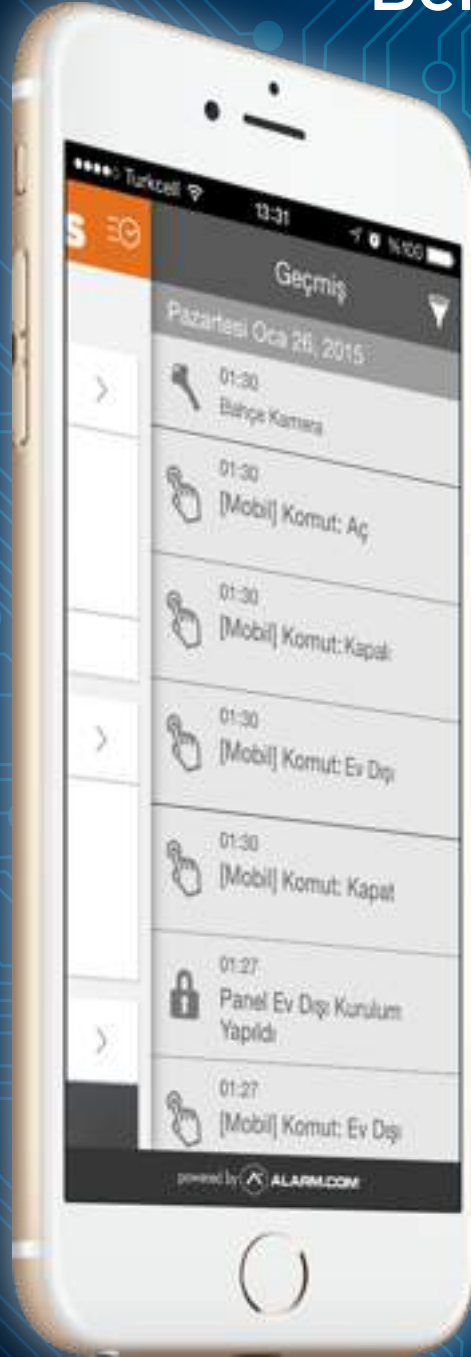 Turkcell 13:31 %100
S
Geçmiş
Pazartesi Oca 26, 2015
01:30
Bahçe Kamera
01:30
[Mobil] Komut: Aç
01:30
[Mobil] Komut: Kapalı
01:30
[Mobil] Komut: Ev Dışı
01:30
[Mobil] Komut: Kapat
01:27
Panel Ev Dışı Kurulum
Yapıldı
01:27
[Mobil] Komut: Ev Dışı
powered by ALARM.COM